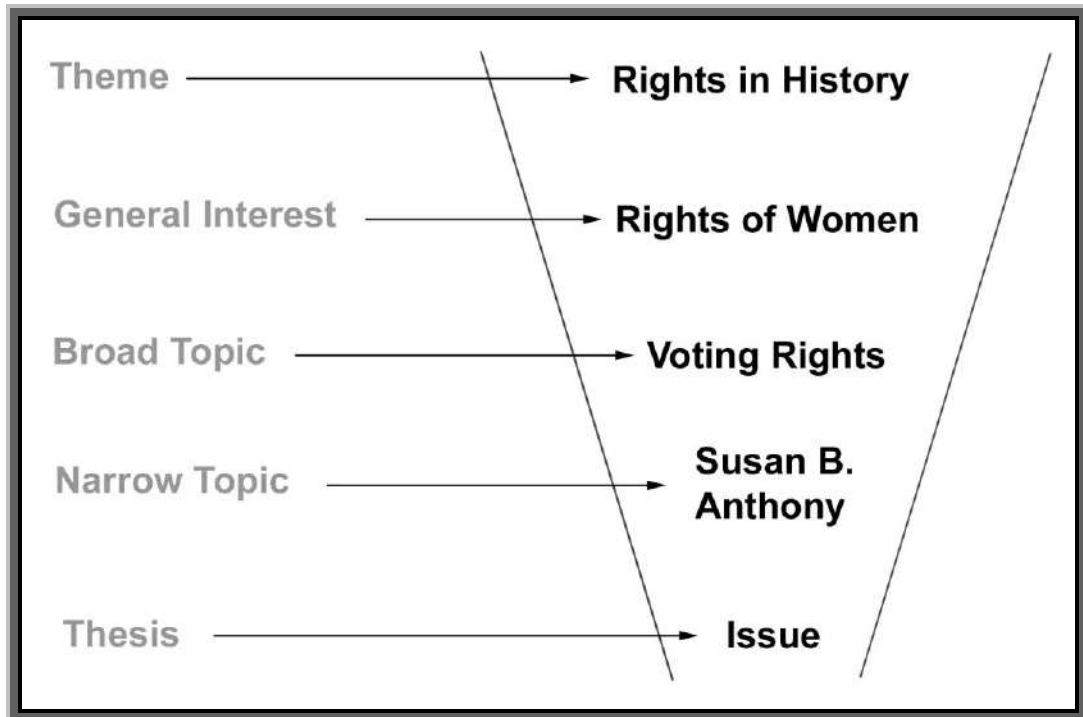 Theme
Rights in History
General Interest
Rights of Women
Broad Topic
Voting Rights
Narrow Topic
Susan B.
Anthony
Thesis
Issue